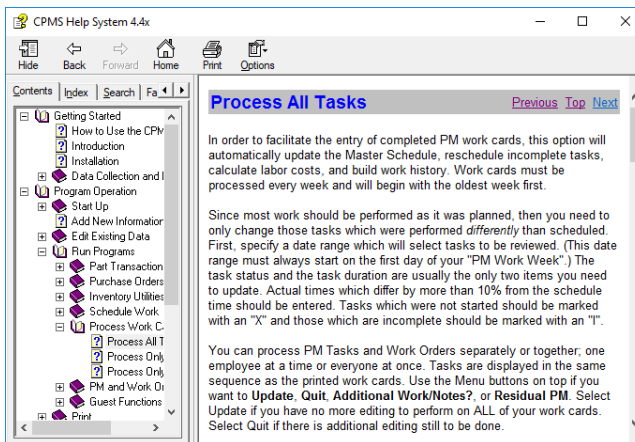 CPMS Help System 4.4x
Hide Back Forward Home Print Options
Contents Index Search Fa
Getting Started
How to Use the CPM
Introduction
Installation
Data Collection and I
Program Operation
Start Up
Add New Information
Edit Existing Data
Run Programs
Part Transaction
Purchase Orders
Inventory Utilities
Schedule Work
Process Work C
Process All T
Process Only
Process Only
PM and Work Or
Guest Functions
Print
Process All Tasks Previous Top Next
In order to facilitate the entry of completed PM work cards, this option will
automatically update the Master Schedule, reschedule incomplete tasks,
calculate labor costs, and build work history. Work cards must be
processed every week and will begin with the oldest week first.
Since most work should be performed as it was planned, then you need to
only change those tasks which were performed differently than scheduled.
First, specify a date range which will select tasks to be reviewed. (This date
range must always start on the first day of your "PM Work Week".) The
task status and the task duration are usually the only two items you need
to update. Actual times which differ by more than 10% from the schedule
time should be entered. Tasks which were not started should be marked
with an "X" and those which are incomplete should be marked with an "I".
You can process PM Tasks and Work Orders separately or together; one
employee at a time or everyone at once. Tasks are displayed in the same
sequence as the printed work cards. Use the Menu buttons on top if you
want to Update, Quit, Additional Work/Notes?, or Residual PM. Select
Update if you have no more editing to perform on ALL of your work cards.
Select Quit if there is additional editing still to be done.